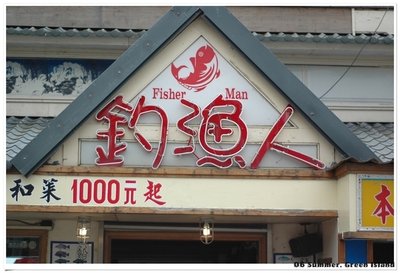 Fisher Man
釣漁人
和菜 1000元起
本
06 Summer. Green Island